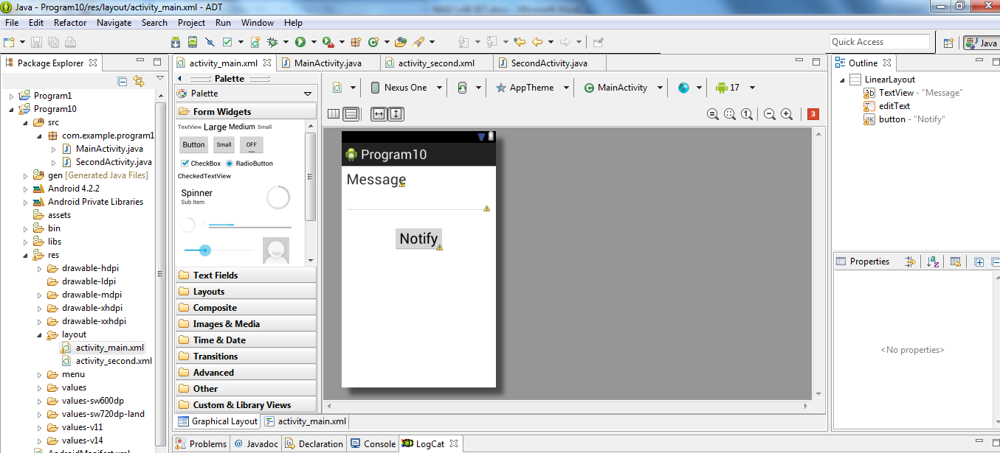 Java - Program10/res/layout/activity_main.xml - ADT
File Edit Refactor Navigate Search Project Run Window Help
Quick Access
Java
Package Explorer
Program1
Program10
src
com.example.program1
MainActivity.java
SecondActivity.java
gen [Generated Java Files]
Android 4.2.2
Android Private Libraries
assets
bin
libs
res
drawable-hdpi
drawable-ldpi
drawable-mdpi
drawable-xhdpi
drawable-xxhdpi
layout
activity_main.xml
activity_second.xml
menu
values
values-sw600dp
values-sw720dp-land
values-v11
values-v14
AndroidManifest.xml
activity_main.xml MainActivity.java activity_second.xml SecondActivity.java
Palette
Palette
Form Widgets
TextView Large Medium Small
Button Small OFF
CheckBox RadioButton
CheckedTextView
Spinner
Sub Item
Text Fields
Layouts
Composite
Images & Media
Time & Date
Transitions
Advanced
Other
Custom & Library Views
Nexus One AppTheme MainActivity 17
3
Program10
Message
Notify
Graphical Layout activity_main.xml
Problems Javadoc Declaration Console LogCat
Outline
LinearLayout
TextView - "Message"
editText
button - "Notify"
Properties
<No properties>